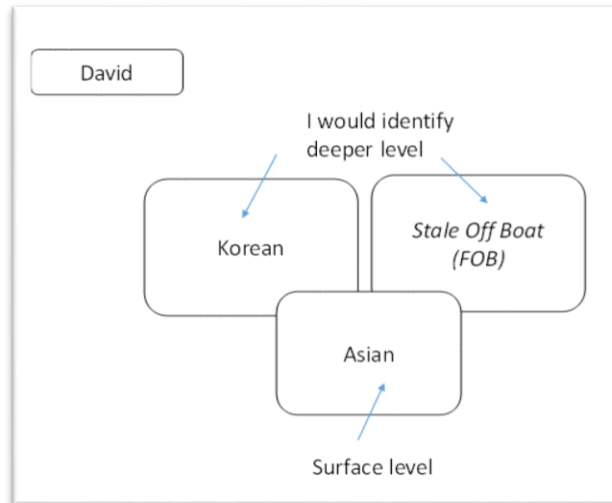 David
I would identify
deeper level
Korean
Stale Off Boat
(FOB)
Asian
Surface level